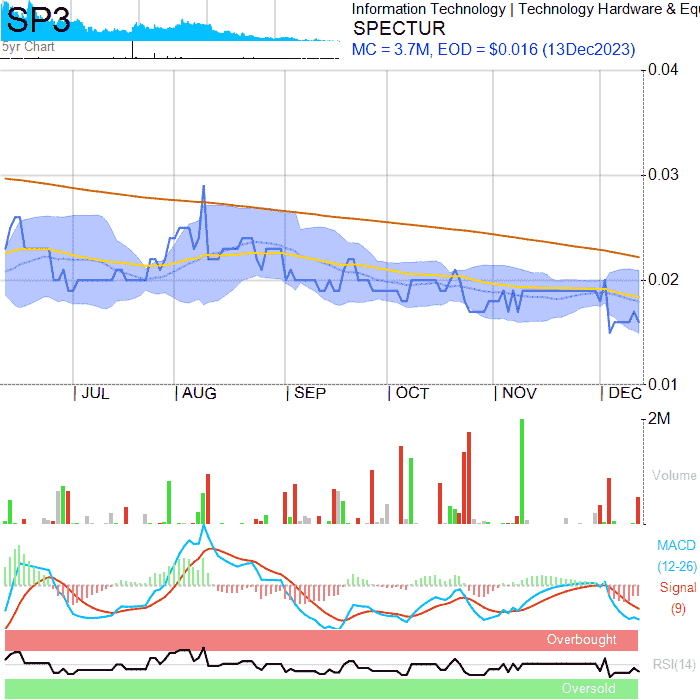 SP3
5yr Chart
Information Technology | Technology Hardware & Equ
SPECTUR
MC = 3.7M, EOD = $0.016 (13Dec2023)
0.04
0.03
0.02
0.01
JUL
AUG
SEP
OCT
NOV
DEC
2M
Volume
MACD
(12-26)
Signal
(9)
Overbought
RSI(14)
Oversold